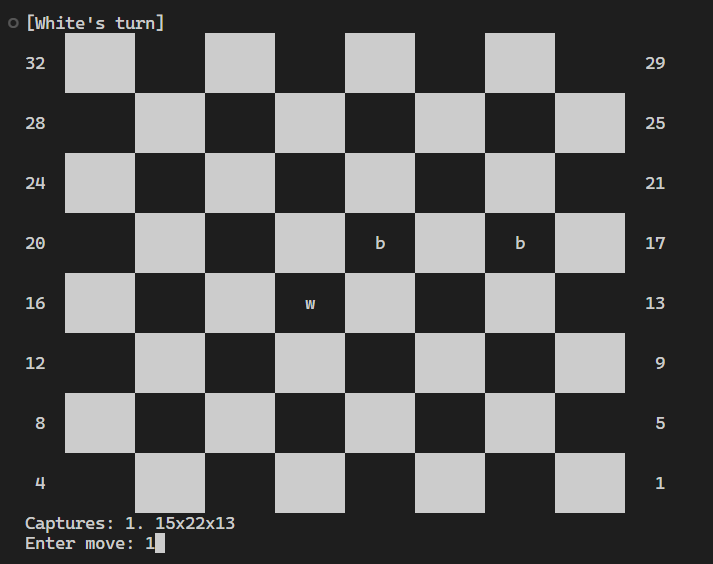 [White's turn]
32 29
28 25
24 21
20 b b 17
16 w 13
12 9
8 5
4 1
Captures: 1. 15x22x13
Enter move: 1